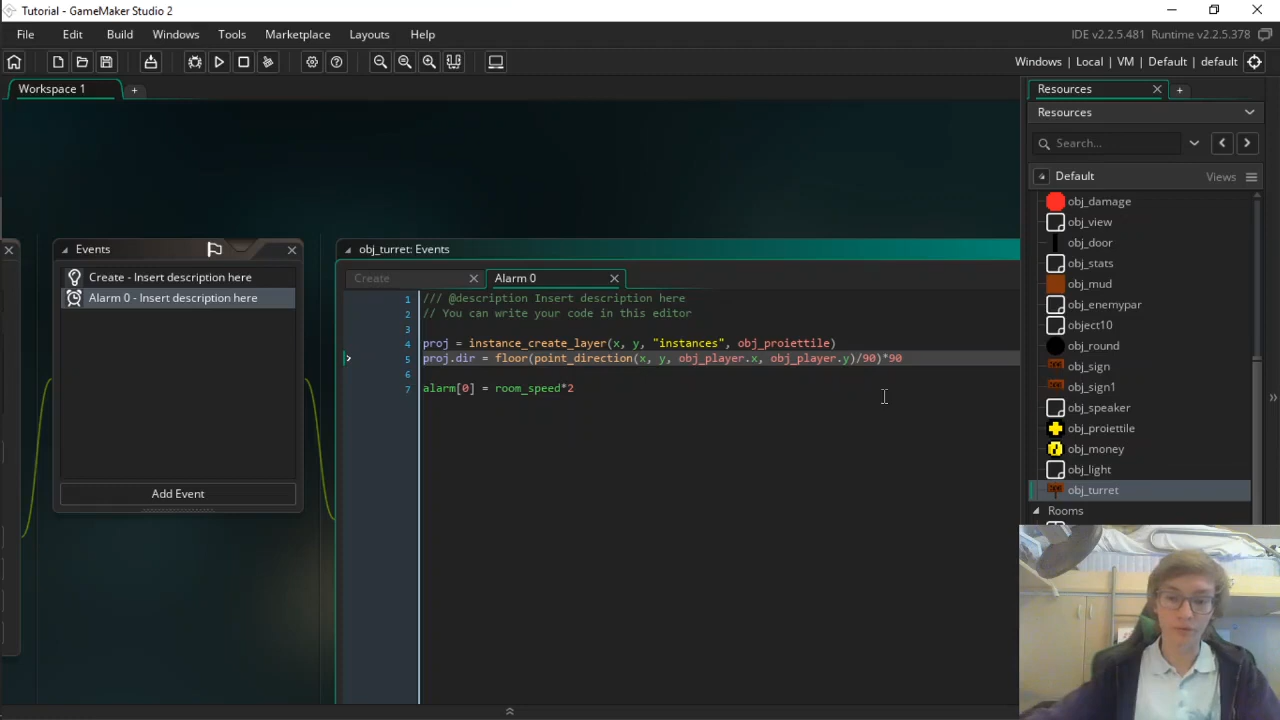 Tutorial - GameMaker Studio 2
File Edit Build Windows Tools Marketplace Layouts Help
IDE v2.2.5.481 Runtime v2.2.5.378
Windows | Local | VM | Default | default
Workspace 1
Resources
Resources
Search...
Default
Views
obj_damage
obj_view
obj_door
obj_stats
obj_mud
obj_enemypar
object10
obj_round
obj_sign
obj_sign1
obj_speaker
obj_proiettile
obj_money
obj_light
obj_turret
Rooms
Events
Create - Insert description here
Alarm 0 - Insert description here
Add Event
obj_turret: Events
Create
Alarm 0
1 /// @description Insert description here
2 // You can write your code in this editor
3
4 proj = instance_create_layer(x, y, "instances", obj_proiettile)
5 proj.dir = floor(point_direction(x, y, obj_player.x, obj_player.y)/90)*90
6
7 alarm[0] = room_speed*2